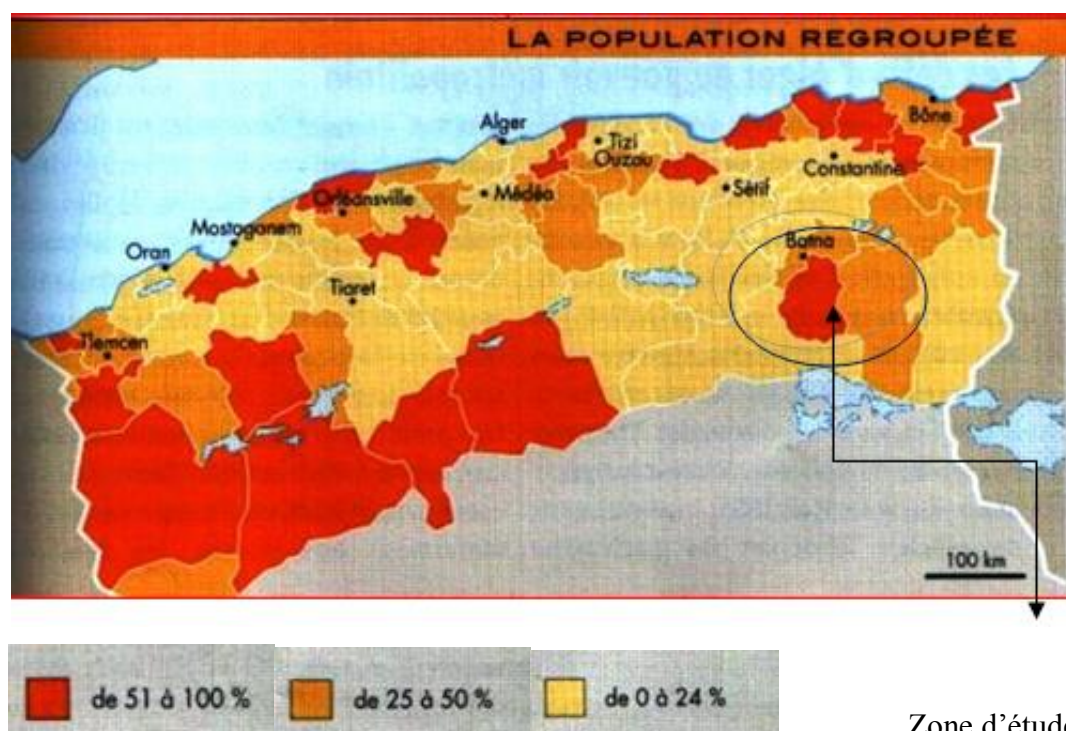 LA POPULATION REGROUPÉE
Alger
Bône
Tizi
Ouzou
Constantine
Orléansville
Médéa
Sétif
Mostaganem
Oran
Batna
Tiaret
Tlemcen
100 km
de 51 à 100 %
de 25 à 50 %
de 0 à 24 %
Zone d'étude